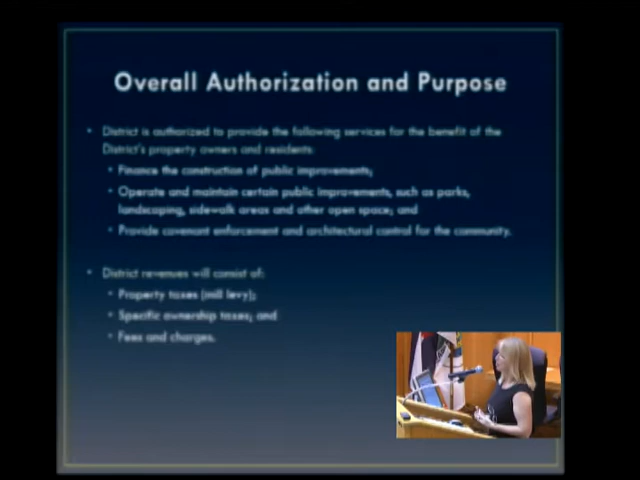 Overall Authorization and Purpose
• District is authorized to provide the following services for the benefit of the
District's property owners and residents:
• Finance the construction of public improvements;
• Operate and maintain certain public improvements, such as parks,
landscaping, sidewalk areas and other open space; and
• Provide covenant enforcement and architectural control for the community.
• District revenues will consist of:
• Property taxes (mill levy);
• Specific ownership taxes; and
• Fees and charges.